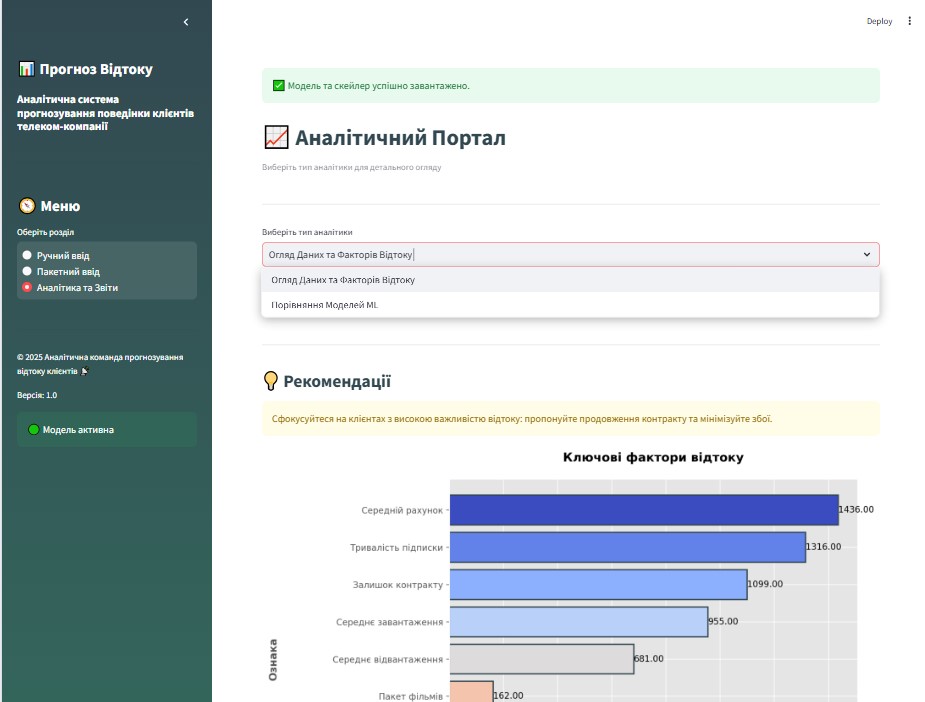 Прогноз Відтоку
Аналітична система
прогнозування поведінки клієнтів
телеком-компанії
Меню
Оберіть розділ
Ручний ввід
Пакетний ввід
Аналітика та Звіти
© 2025 Аналітична команда прогнозування
відтоку клієнтів
Версія: 1.0
Модель активна
Deploy
Модель та скейлер успішно завантажено.
Аналітичний Портал
Виберіть тип аналітики для детального огляду
Виберіть тип аналітики
Огляд Даних та Факторів Відтоку
Огляд Даних та Факторів Відтоку
Порівняння Моделей ML
Рекомендації
Сфокусуйтеся на клієнтах з високою важливістю відтоку: пропонуйте продовження контракту та мінімізуйте збої.
Ключові фактори відтоку
Середній рахунок 1436.00
Тривалість підписки 1316.00
Залишок контракту 1099.00
Середнє завантаження 955.00
Середнє відвантаження 681.00
Пакет фільмів 162.00
Ознака